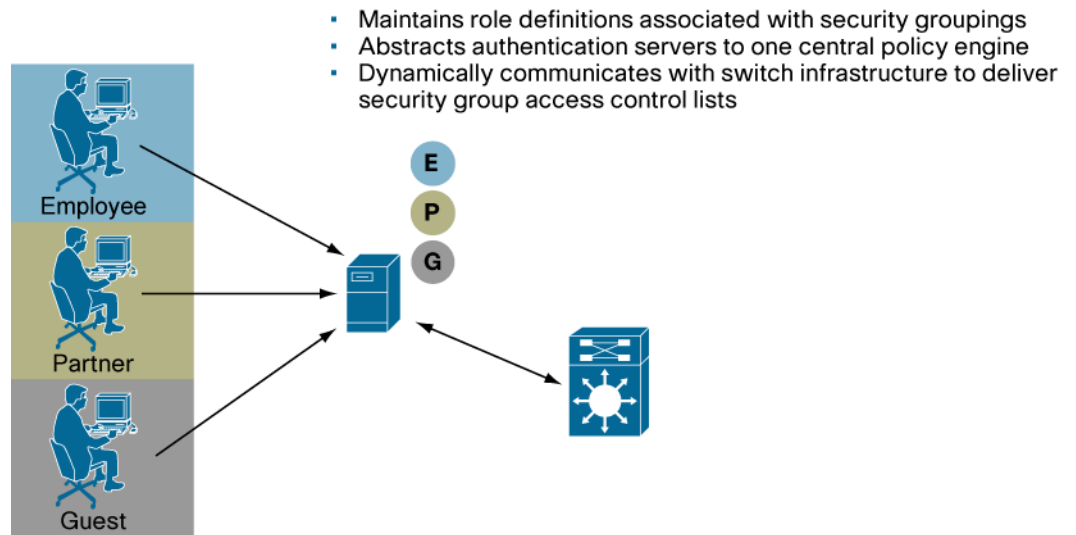 ▪ Maintains role definitions associated with security groupings
▪ Abstracts authentication servers to one central policy engine
▪ Dynamically communicates with switch infrastructure to deliver
security group access control lists
E
Employee
P
G
Partner
Guest